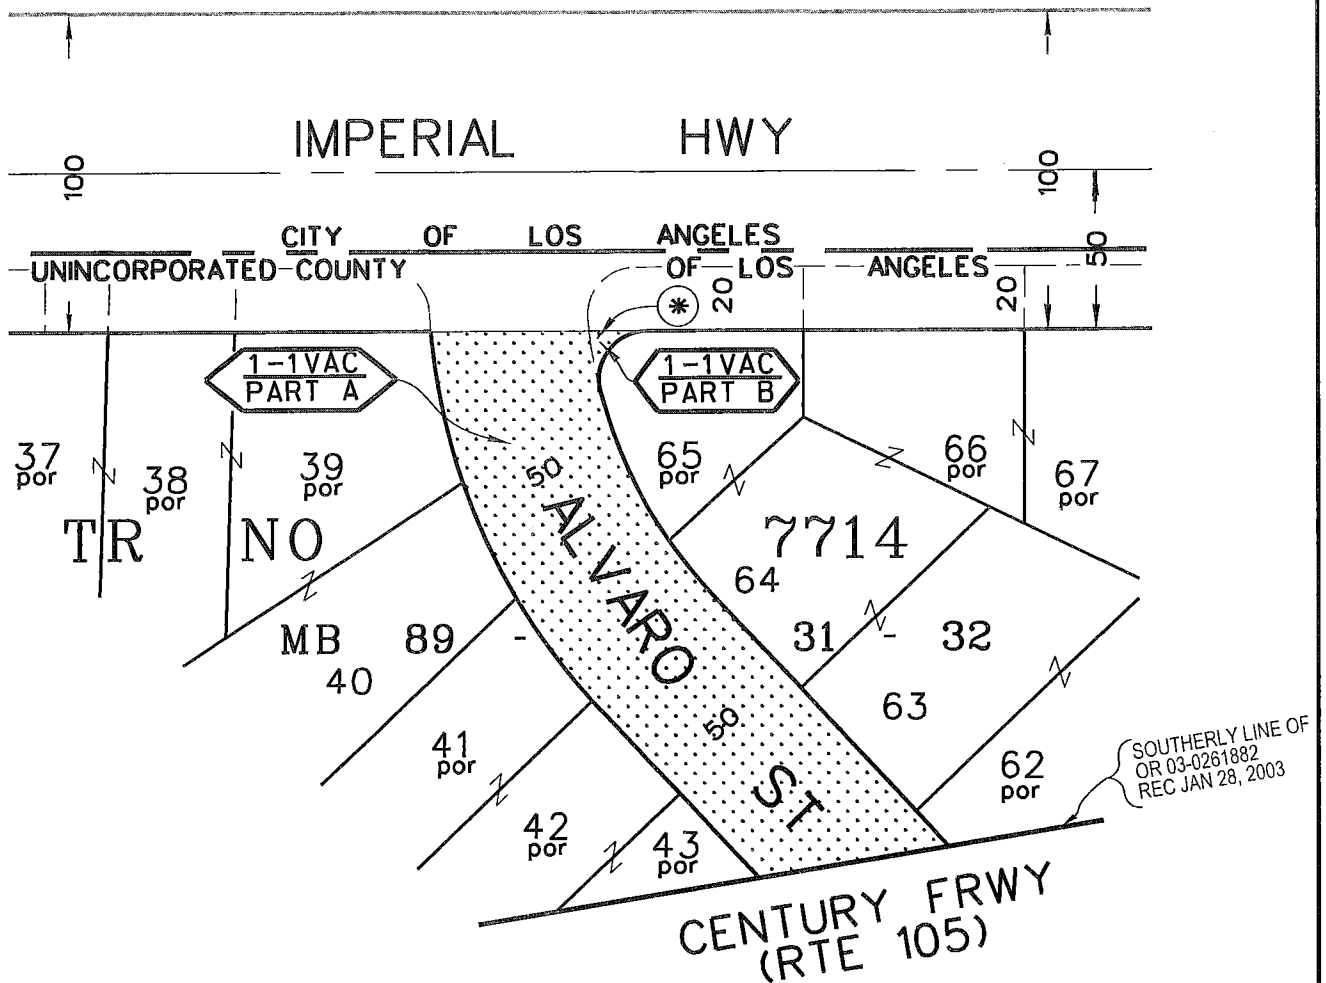 IMPERIAL HWY
100
100
50
CITY OF LOS ANGELES
UNINCORPORATED COUNTY OF LOS ANGELES
*
20
20
1-1VAC
PART A
1-1VAC
PART B
37
por
38
por
39
por
65
por
66
por
67
por
TR NO 7714
50
ALVARO ST
50
64
MB 89 - 31 - 32
40
63
41
por
42
por
43
por
62
por
SOUTHERLY LINE OF
OR 03-0261882
REC JAN 28, 2003
CENTURY FRWY
(RTE 105)